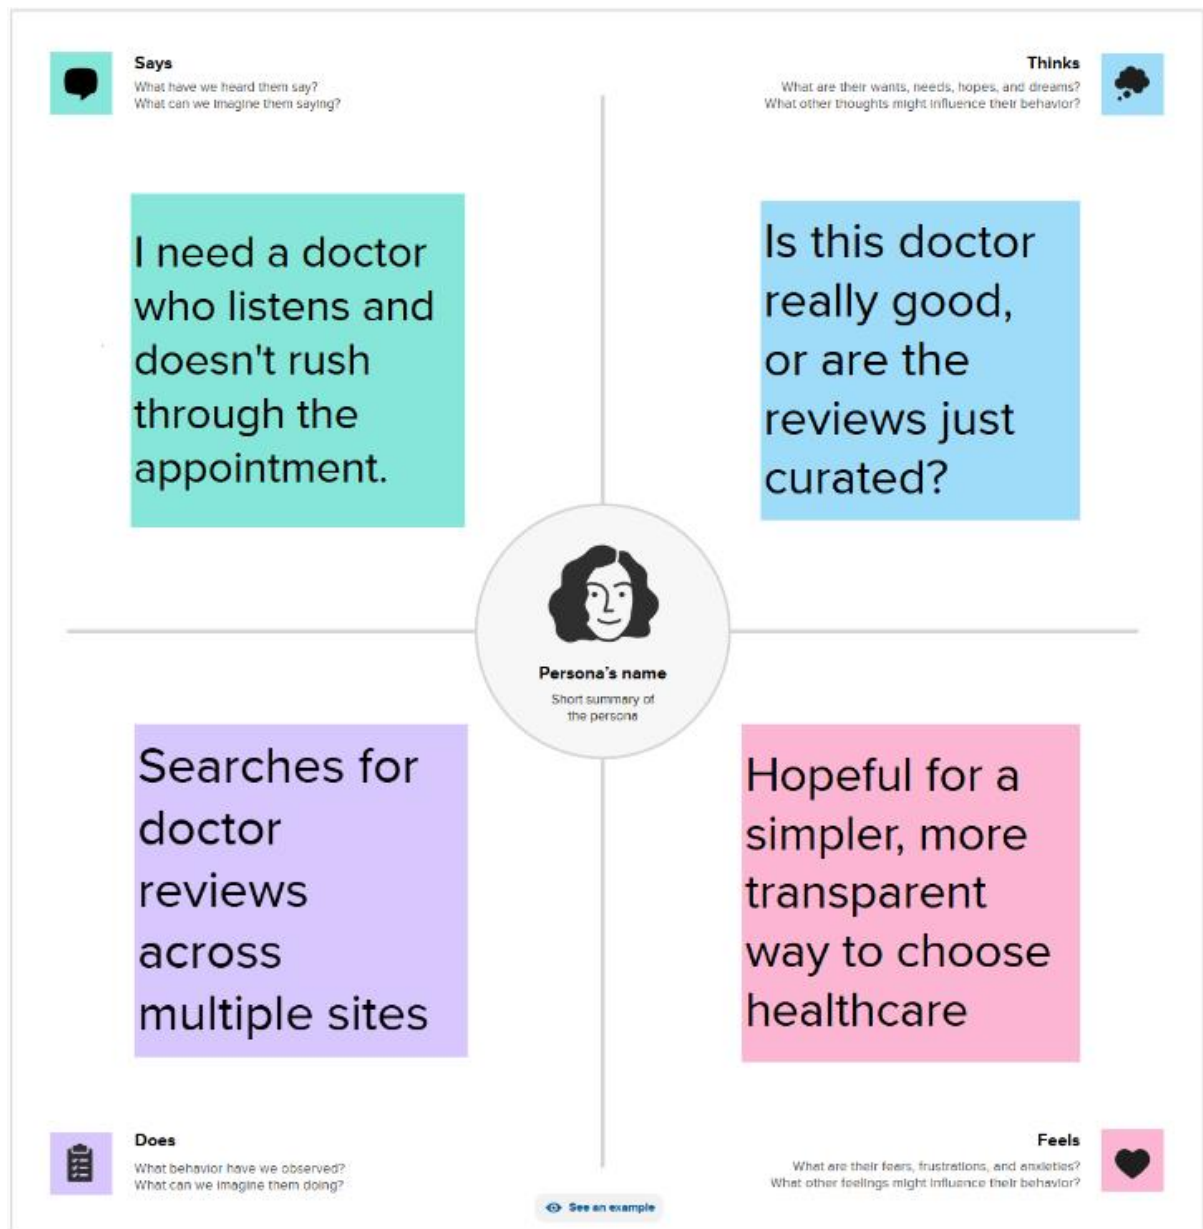 Says
What have we heard them say?
What can we imagine them saying?
Thinks
What are their wants, needs, hopes, and dreams?
What other thoughts might influence their behavior?
I need a doctor
who listens and
doesn't rush
through the
appointment.
Is this doctor
really good,
or are the
reviews just
curated?
Persona's name
Short summary of
the persona
Searches for
doctor
reviews
across
multiple sites
Hopeful for a
simpler, more
transparent
way to choose
healthcare
Does
What behavior have we observed?
What can we imagine them doing?
Feels
What are their fears, frustrations, and anxieties?
What other feelings might influence their behavior?
See an example